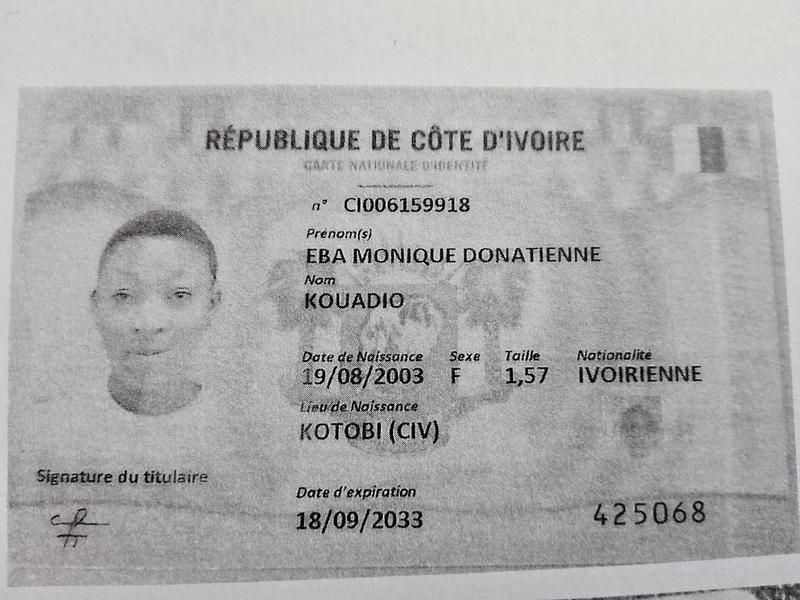 RÉPUBLIQUE DE CÔTE D'IVOIRE
CARTE NATIONALE D'IDENTITÉ
n° CI006159918
Prénom(s)
EBA MONIQUE DONATIENNE
Nom
KOUADIO
Date de Naissance Sexe Taille Nationalité
19/08/2003 F 1,57 IVOIRIENNE
Lieu de Naissance
KOTOBI (CIV)
Signature du titulaire
Date d'expiration
18/09/2033
425068